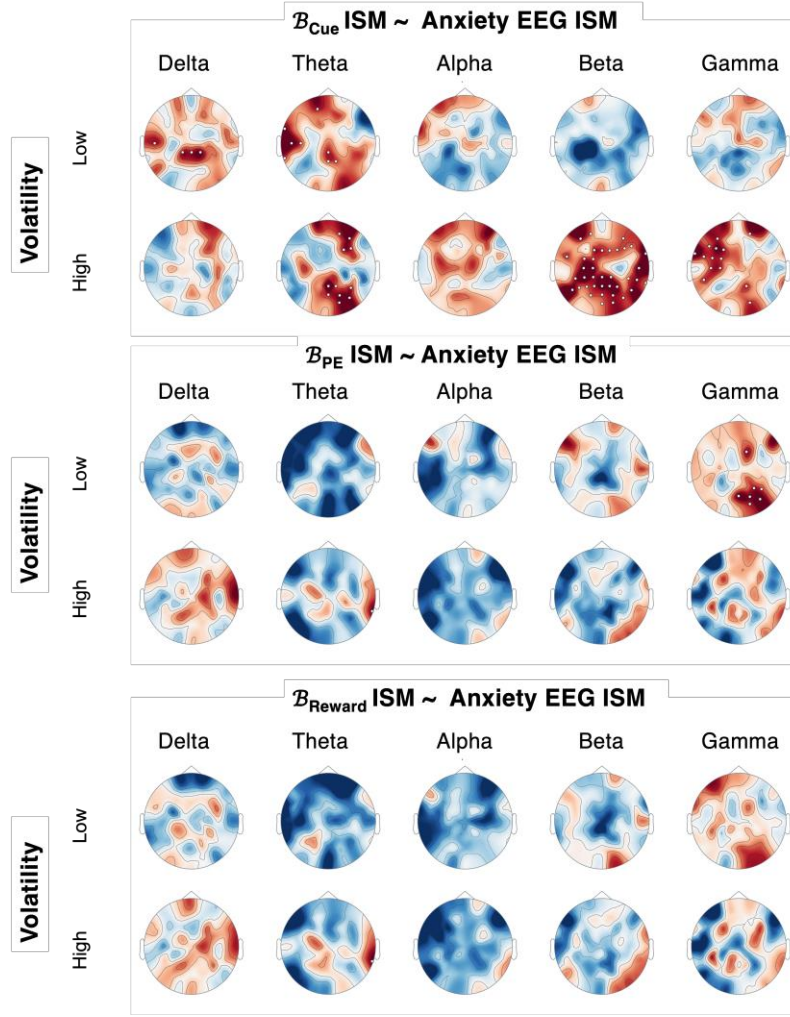 ℬCue ISM ~ Anxiety EEG ISM
Delta Theta Alpha Beta Gamma
Volatility
Low
High
ℬPE ISM ~ Anxiety EEG ISM
Delta Theta Alpha Beta Gamma
Volatility
Low
High
ℬReward ISM ~ Anxiety EEG ISM
Delta Theta Alpha Beta Gamma
Volatility
Low
High